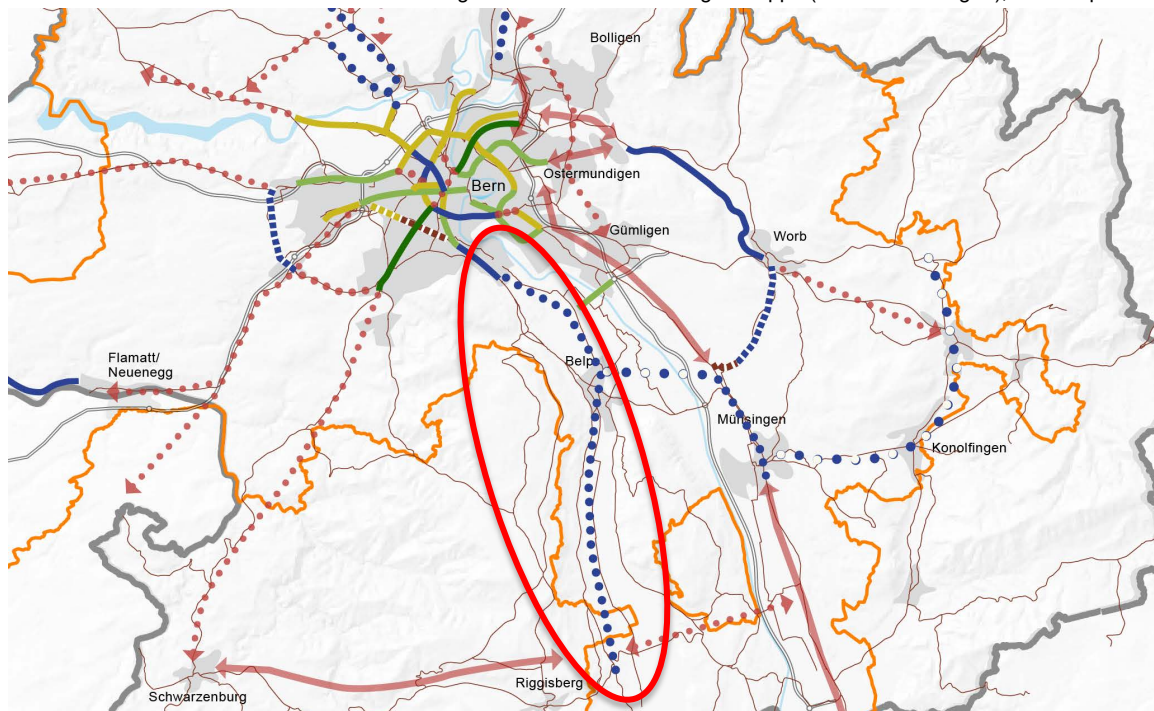 Bolligen
Bern
Ostermundigen
Gümligen
Worb
Flamatt/
Neuenegg
Belp
Münsingen
Konolfingen
Riggisberg
Schwarzenburg